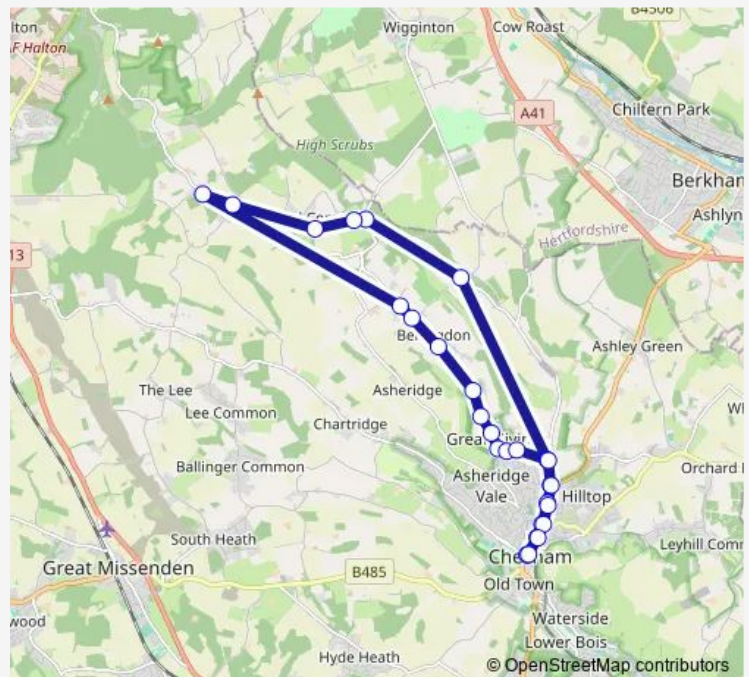 B4506
lton
Wigginton
Cow Roast
F Halton
Chiltern Park
A41
High Scrubs
Berkhan
Ashlyn
Hertfordshire
13
Ashley Green
The Lee
Asheridge
Lee Common
Chartridge
Wh
Ballinger Common
Asheridge
Vale
Hilltop
Orchard
South Heath
Leyhill Comm
Great Missenden
B485
Old Town
wood
Waterside
Lower Bois
Hyde Heath
© OpenStreetMap contributors